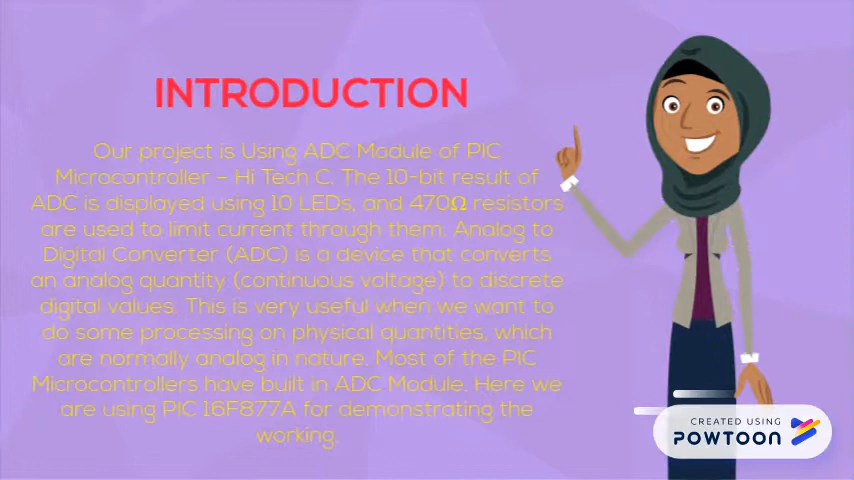 INTRODUCTION
Our project is Using ADC Module of PIC
Microcontroller – Hi Tech C. The 10-bit result of
ADC is displayed using 10 LEDs, and 470Ω resistors
are used to limit current through them. Analog to
Digital Converter (ADC) is a device that converts
an analog quantity (continuous voltage) to discrete
digital values. This is very useful when we want to
do some processing on physical quantities, which
are normally analog in nature. Most of the PIC
Microcontrollers have built in ADC Module. Here we
are using PIC 16F877A for demonstrating the
working.
CREATED USING
POWTOON